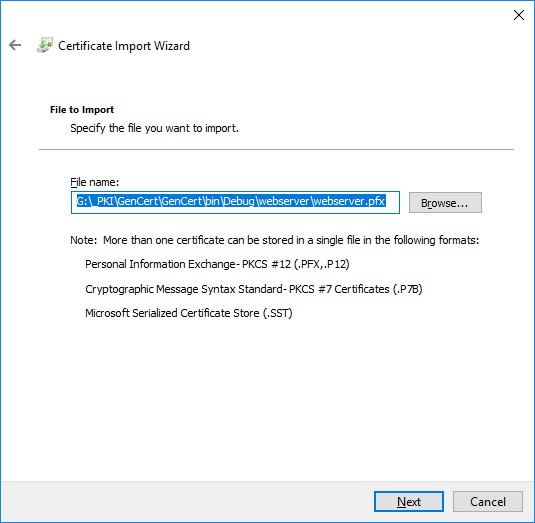 Certificate Import Wizard
File to Import
Specify the file you want to import.
File name:
G:\_PKI\GenCert\GenCert\bin\Debug\webserver\webserver.pfx
Browse...
Note: More than one certificate can be stored in a single file in the following formats:
Personal Information Exchange- PKCS #12 (.PFX,.P12)
Cryptographic Message Syntax Standard- PKCS #7 Certificates (.P7B)
Microsoft Serialized Certificate Store (.SST)
Next
Cancel